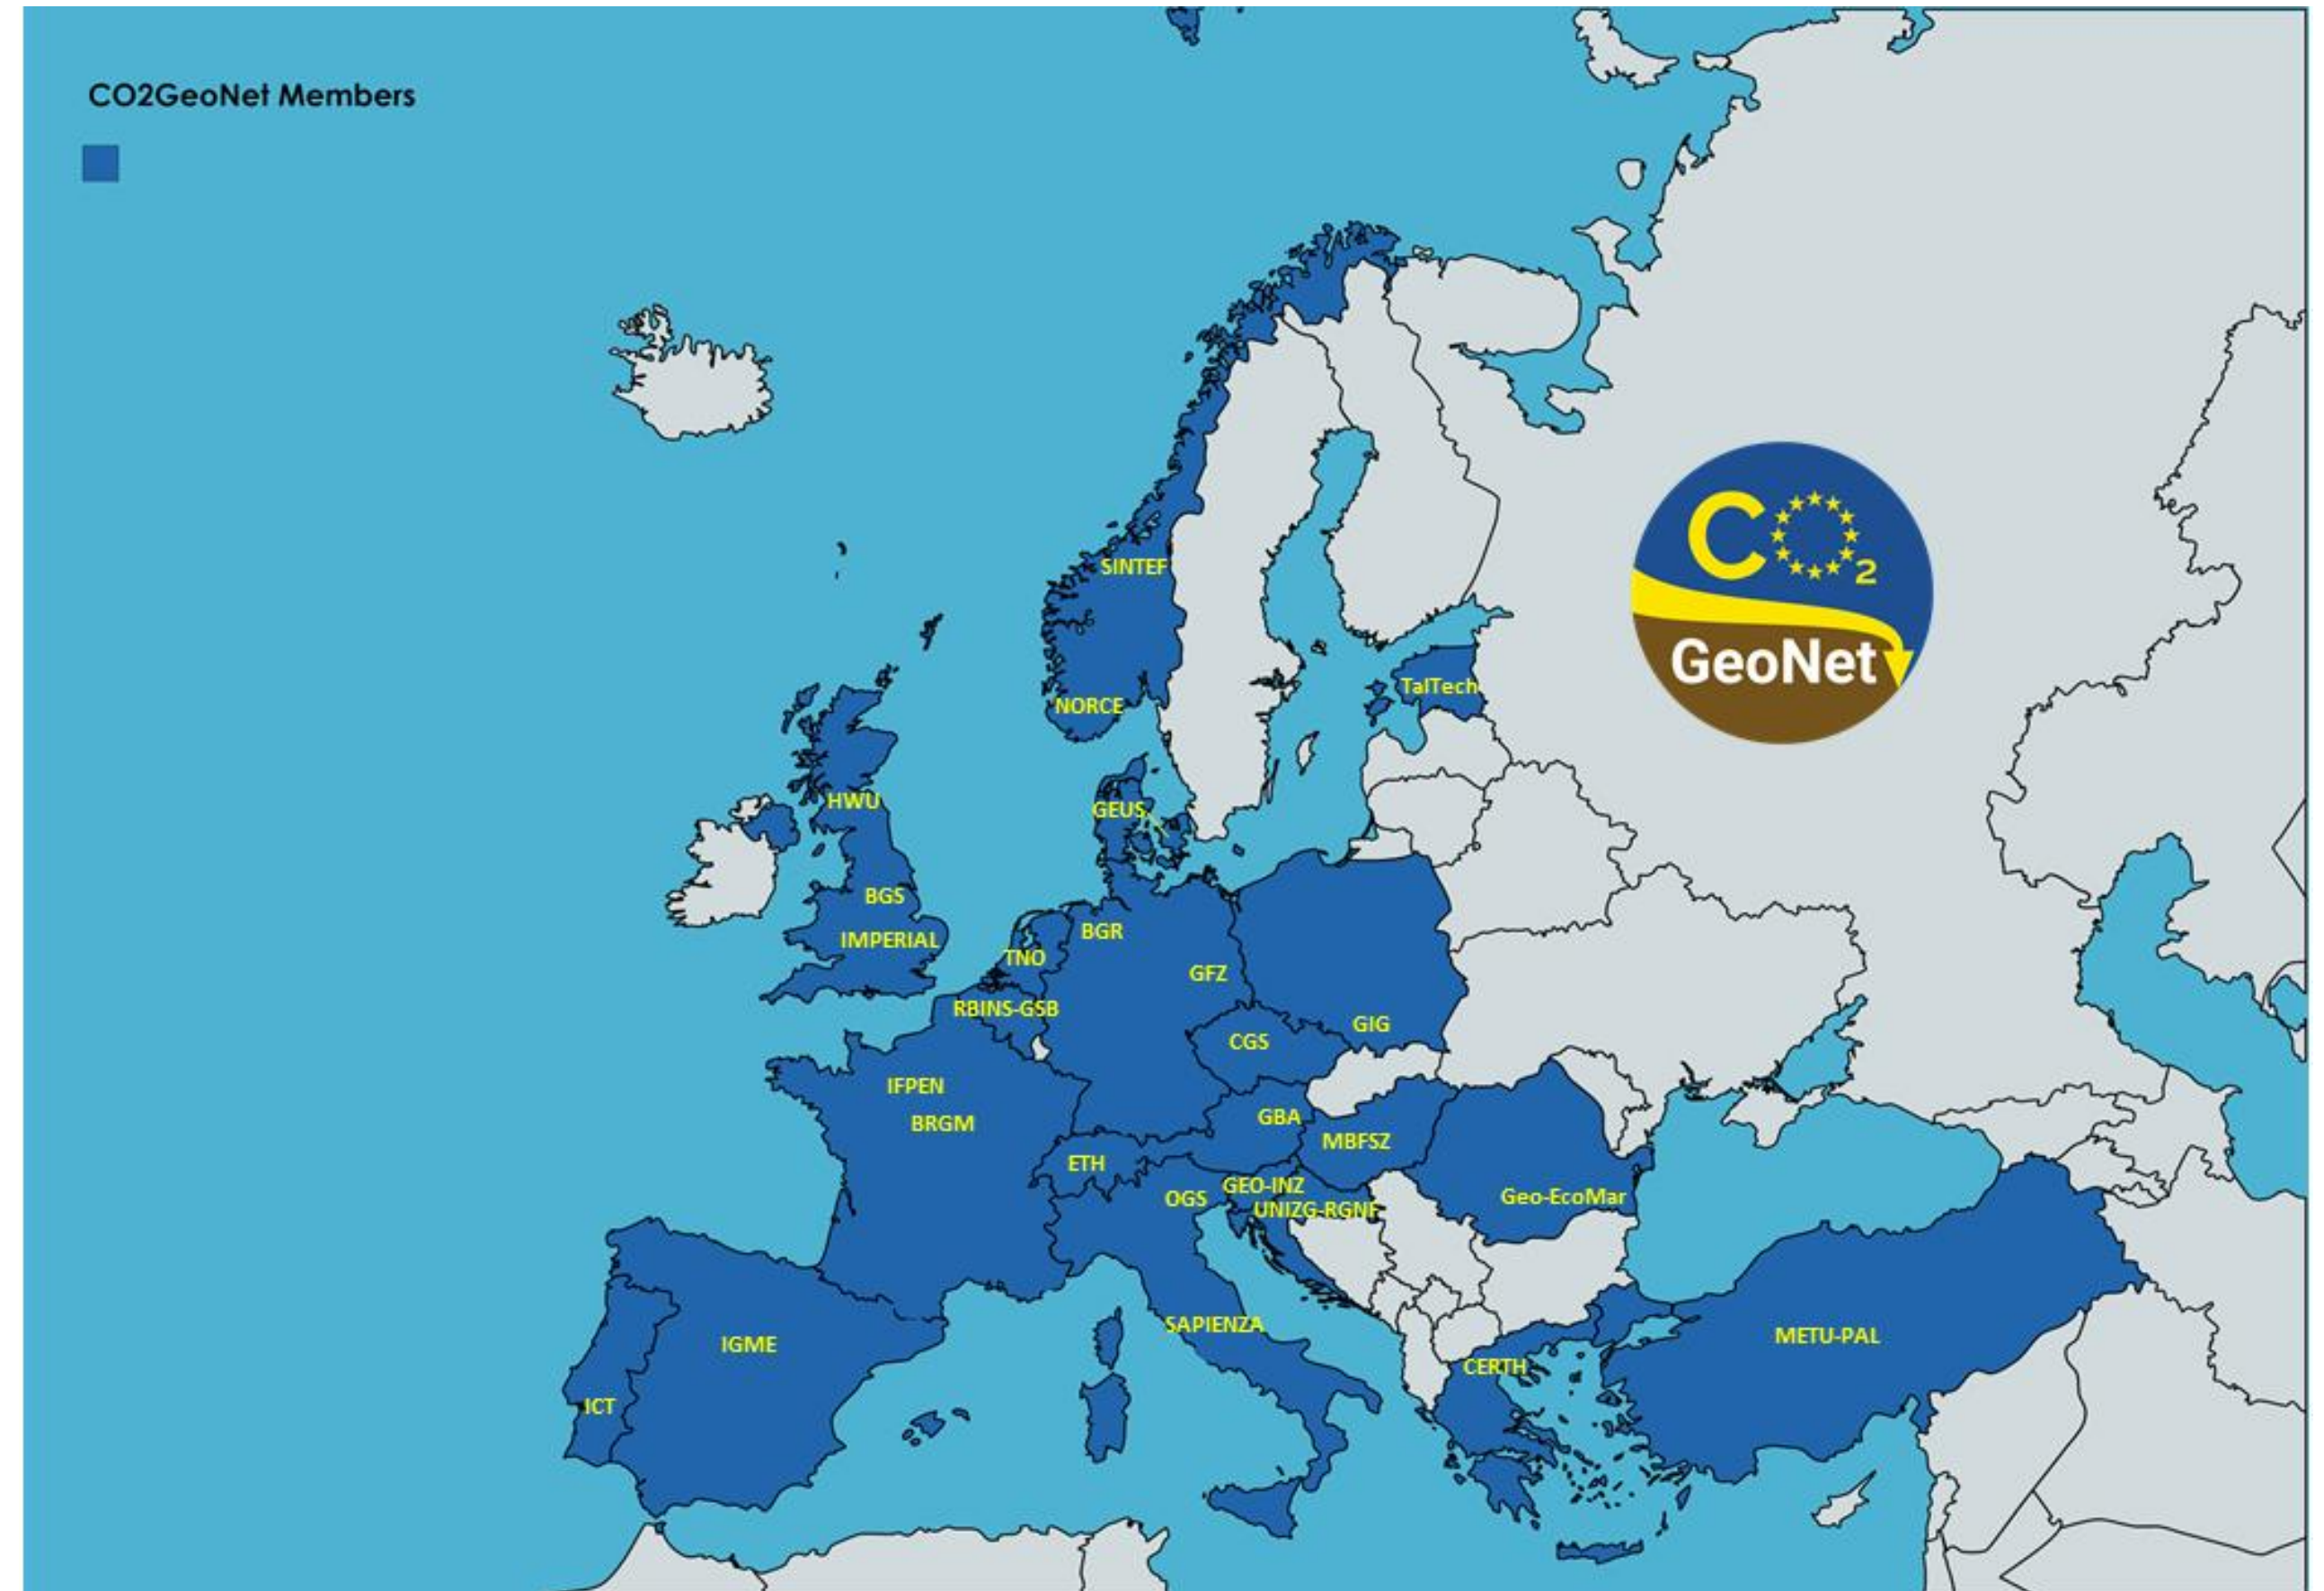 CO2GeoNet Members
CO2
GeoNet
SINTEF
TalTech
NORCE
HWU
GEUS
BGS
BGR
IMPERIAL
TNO
GFZ
RBINS-GSB
GIG
CGS
IFPEN
GBA
BRGM
MBFSZ
ETH
GEO-INZ
OGS
Geo-EcoMar
UNIZG-RGNF
SAPIENZA
METU-PAL
IGME
CERTH
ICT